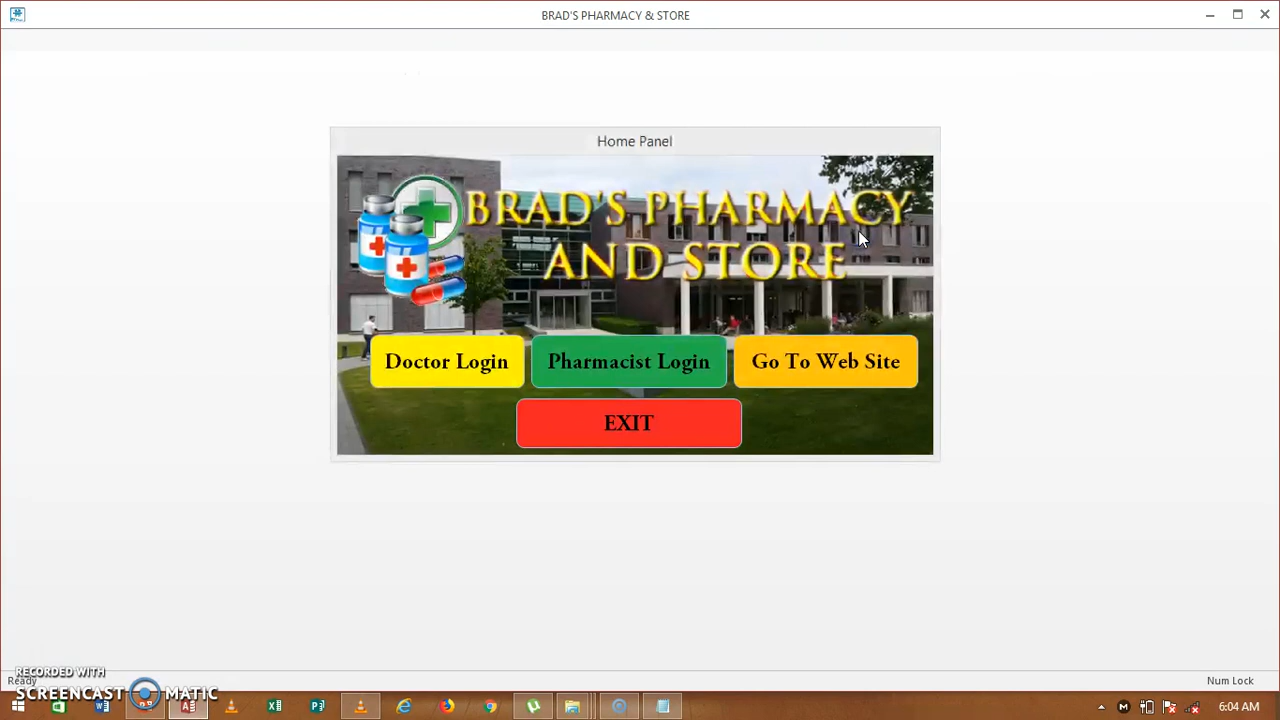 BRAD'S PHARMACY & STORE
Home Panel
BRAD'S PHARMACY
AND STORE
Doctor Login
Pharmacist Login
Go To Web Site
EXIT
RECORDED WITH
Ready
Num Lock
SCREENCAST MATIC
6:04 AM